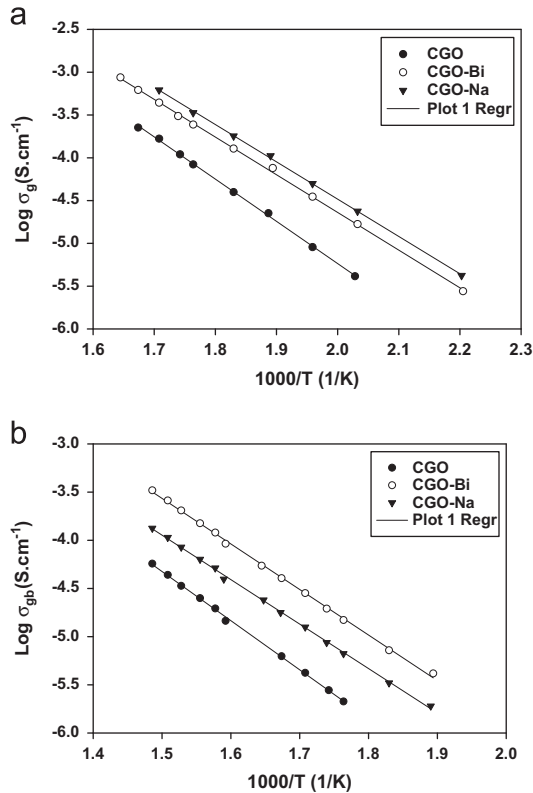 a
-2.5
-3.0
-3.5
-4.0
-4.5
-5.0
-5.5
-6.0
Log σg(S.cm-1)
CGO
CGO-Bi
CGO-Na
Plot 1 Regr
1.6 1.7 1.8 1.9 2.0 2.1 2.2 2.3
1000/T (1/K)
b
-3.0
-3.5
-4.0
-4.5
-5.0
-5.5
-6.0
Log σgb(S.cm-1)
CGO
CGO-Bi
CGO-Na
Plot 1 Regr
1.4 1.5 1.6 1.7 1.8 1.9 2.0
1000/T (1/K)